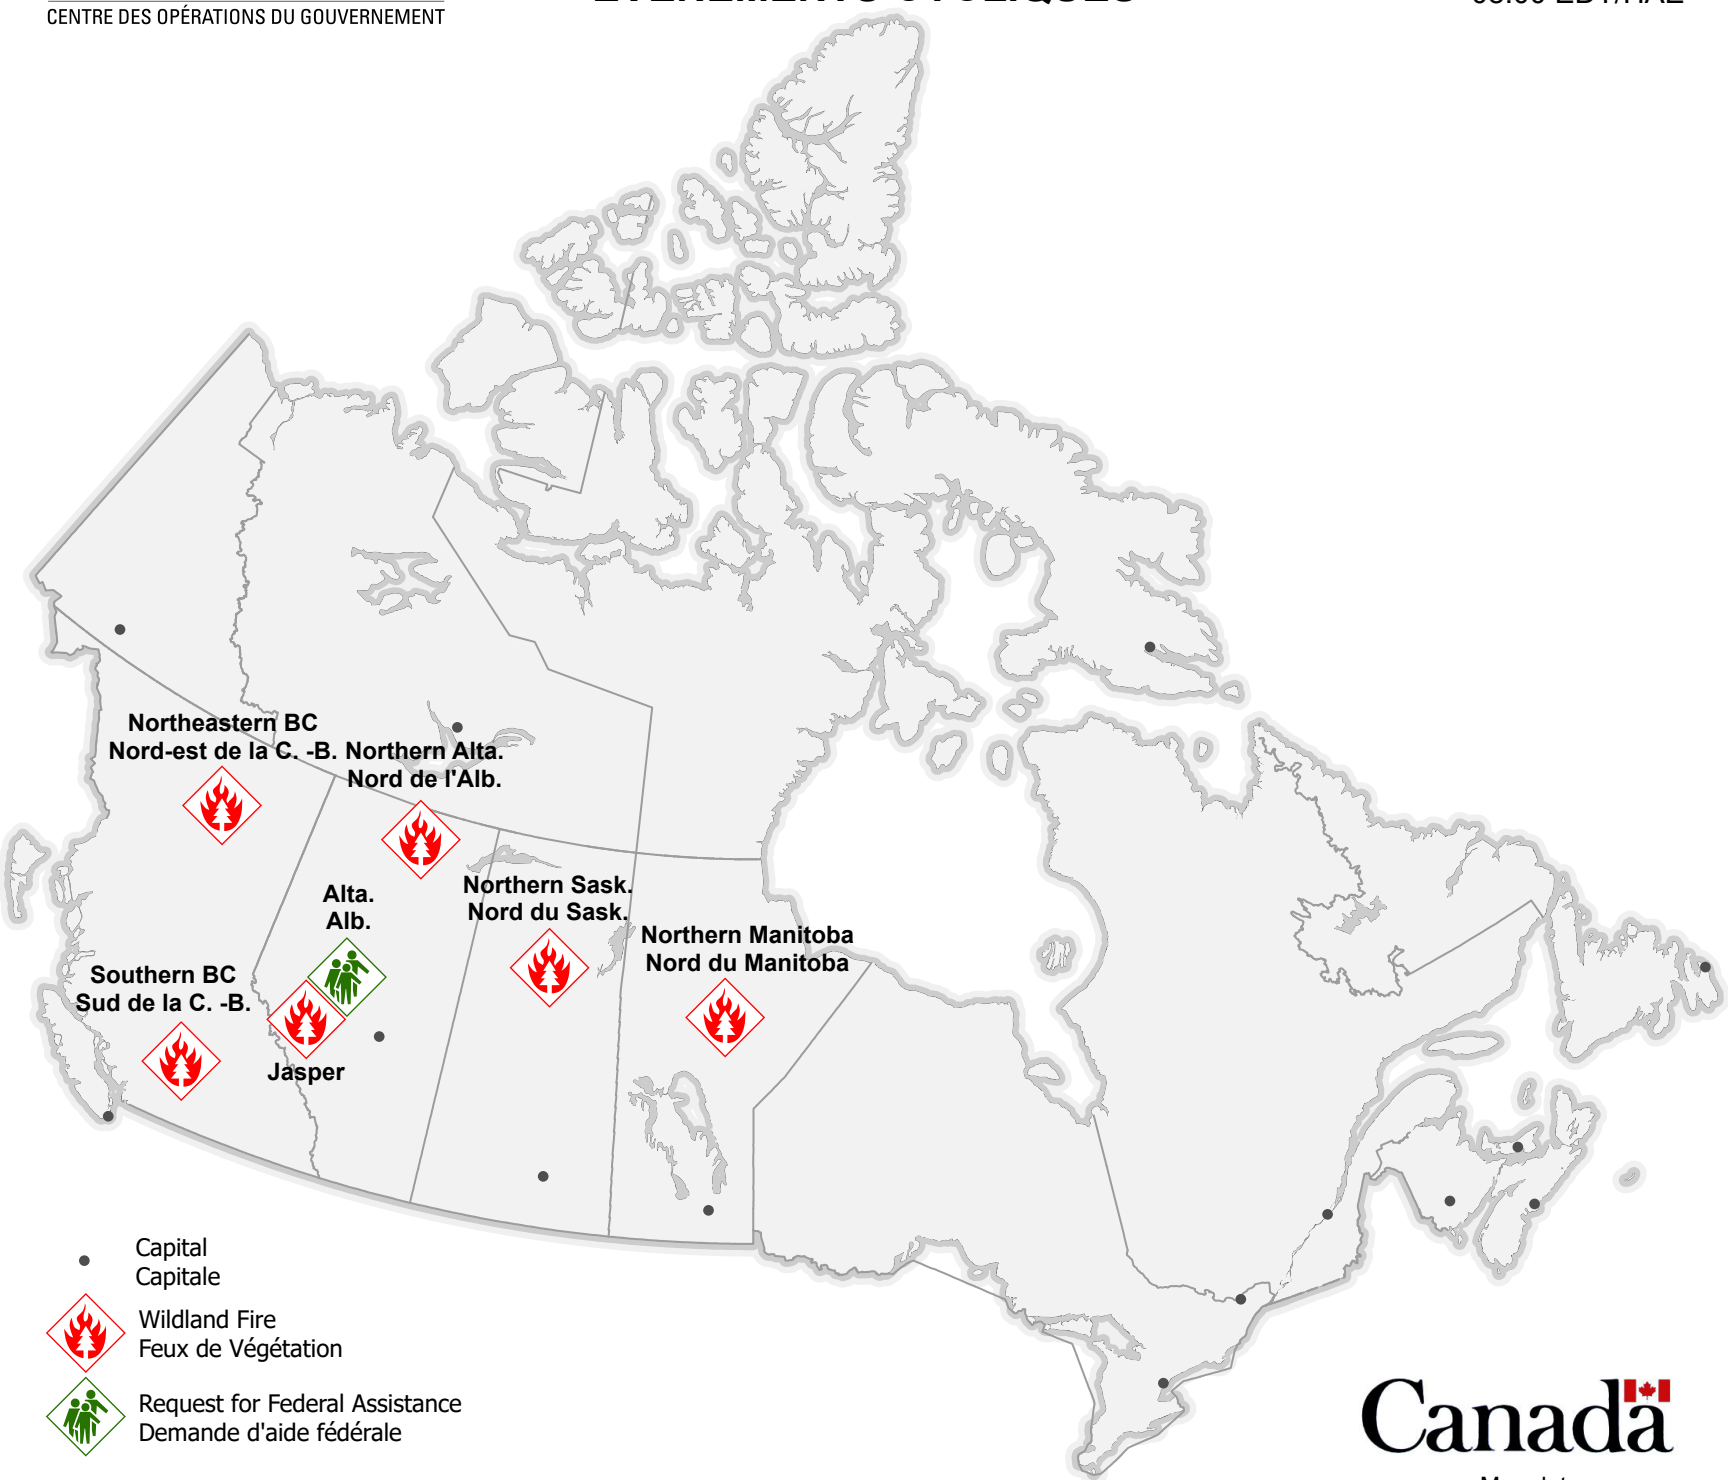 CENTRE DES OPÉRATIONS DU GOUVERNEMENT
Northeastern BC
Nord-est de la C. -B.
Northern Alta.
Nord de l'Alb.
Alta.
Alb.
Northern Sask.
Nord du Sask.
Northern Manitoba
Nord du Manitoba
Southern BC
Sud de la C. -B.
Jasper
Capital
Capitale
Wildland Fire
Feux de Végétation
Request for Federal Assistance
Demande d'aide fédérale
Canada